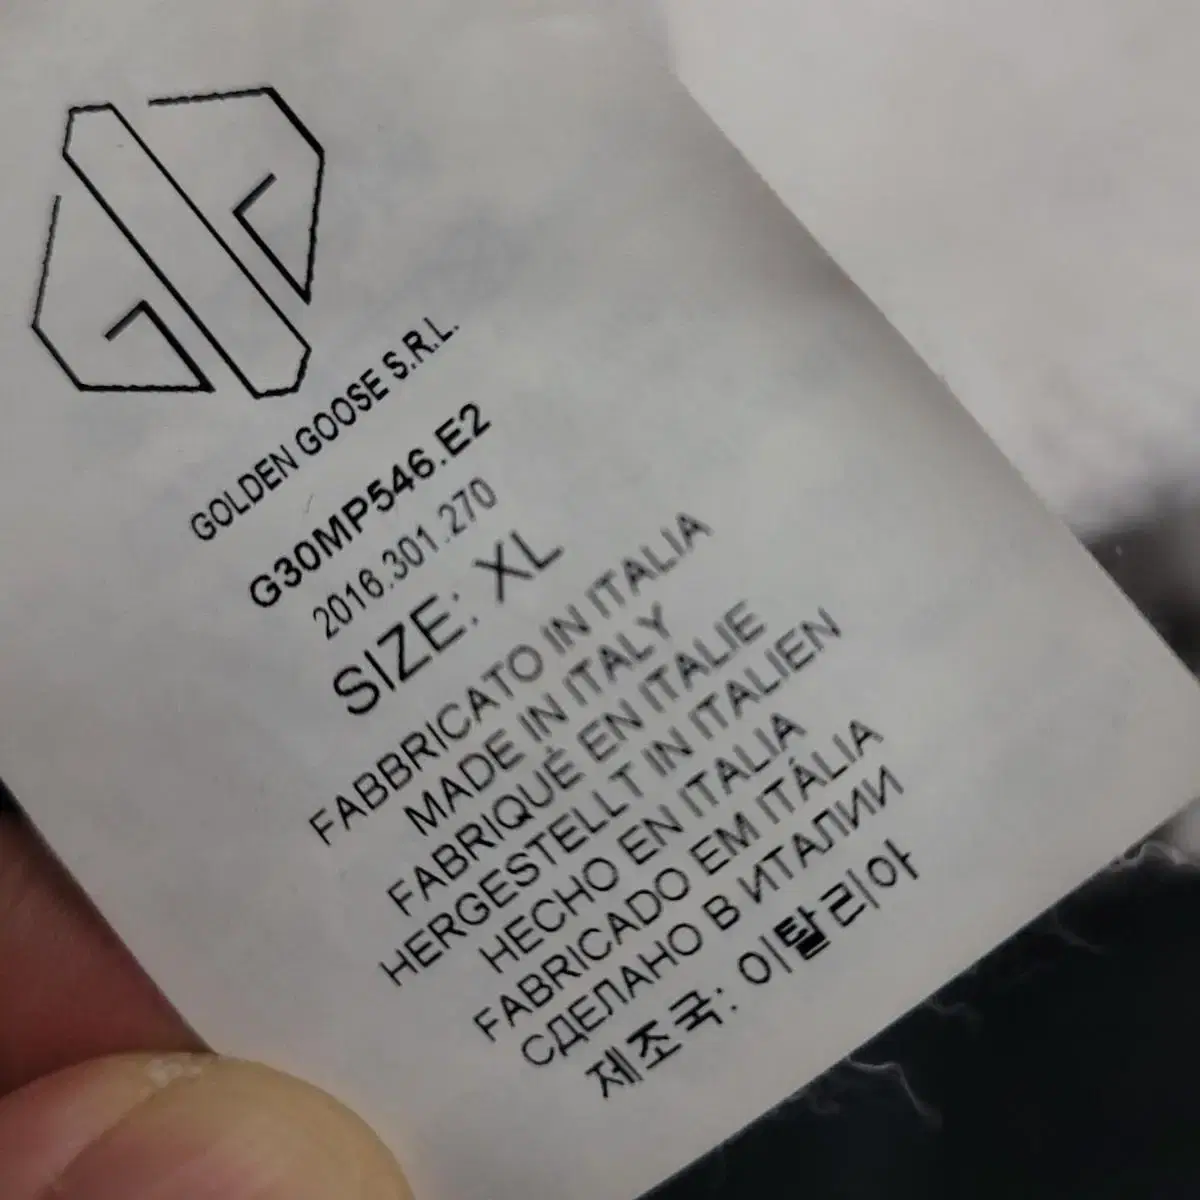 GOLDEN GOOSE S.R.L.
G30MP546.E2
2016.301.270
SIZE: XL
FABBRICATO IN ITALIA
MADE IN ITALY
FABRIQUÉ EN ITALIE
HERGESTELLT IN ITALIEN
HECHO EN ITALIA
FABRICADO EM ITÁLIA
СДЕЛАНО В ИТАЛИИ
제조국: 이탈리아